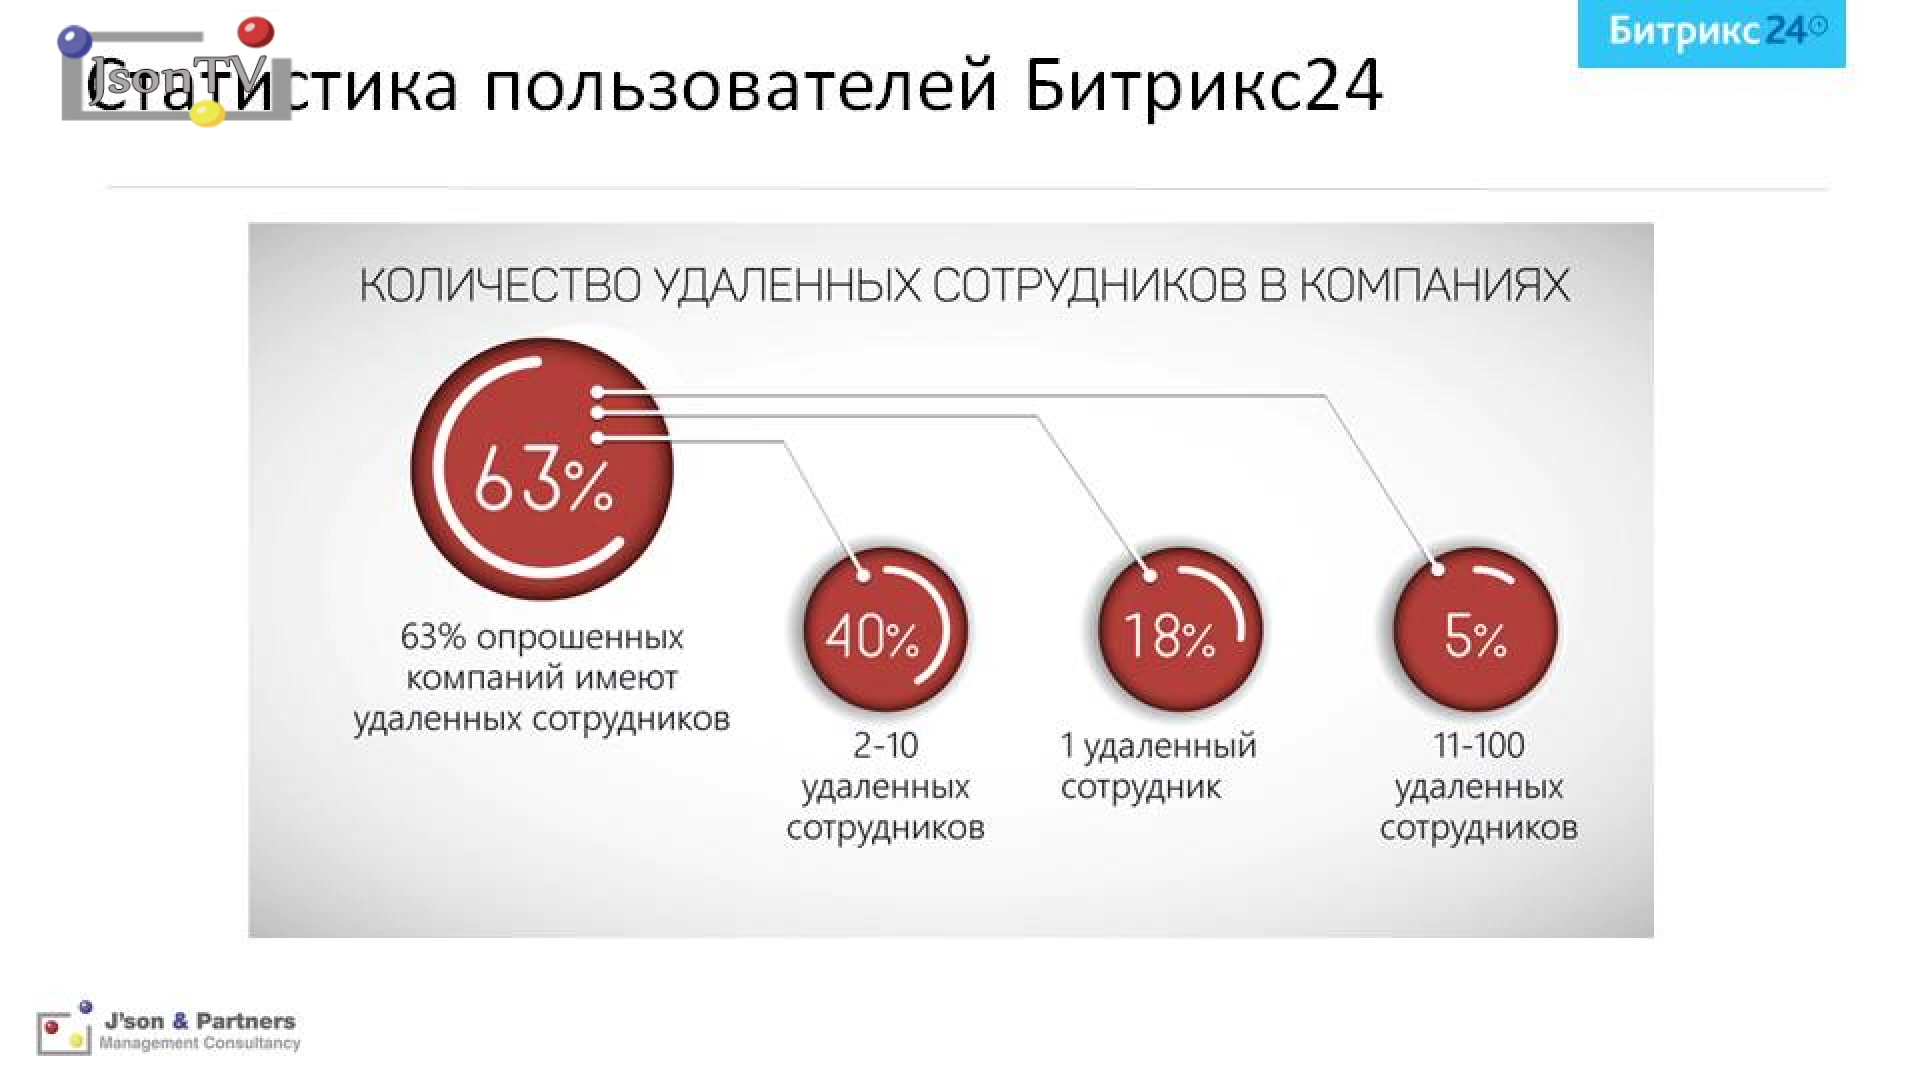 JsonTV
Статистика пользователей Битрикс24
Битрикс24
КОЛИЧЕСТВО УДАЛЕННЫХ СОТРУДНИКОВ В КОМПАНИЯХ
63%
63% опрошенных
компаний имеют
удаленных сотрудников
40%
2-10
удаленных
сотрудников
18%
1 удаленный
сотрудник
5%
11-100
удаленных
сотрудников
J'son & Partners
Management Consultancy